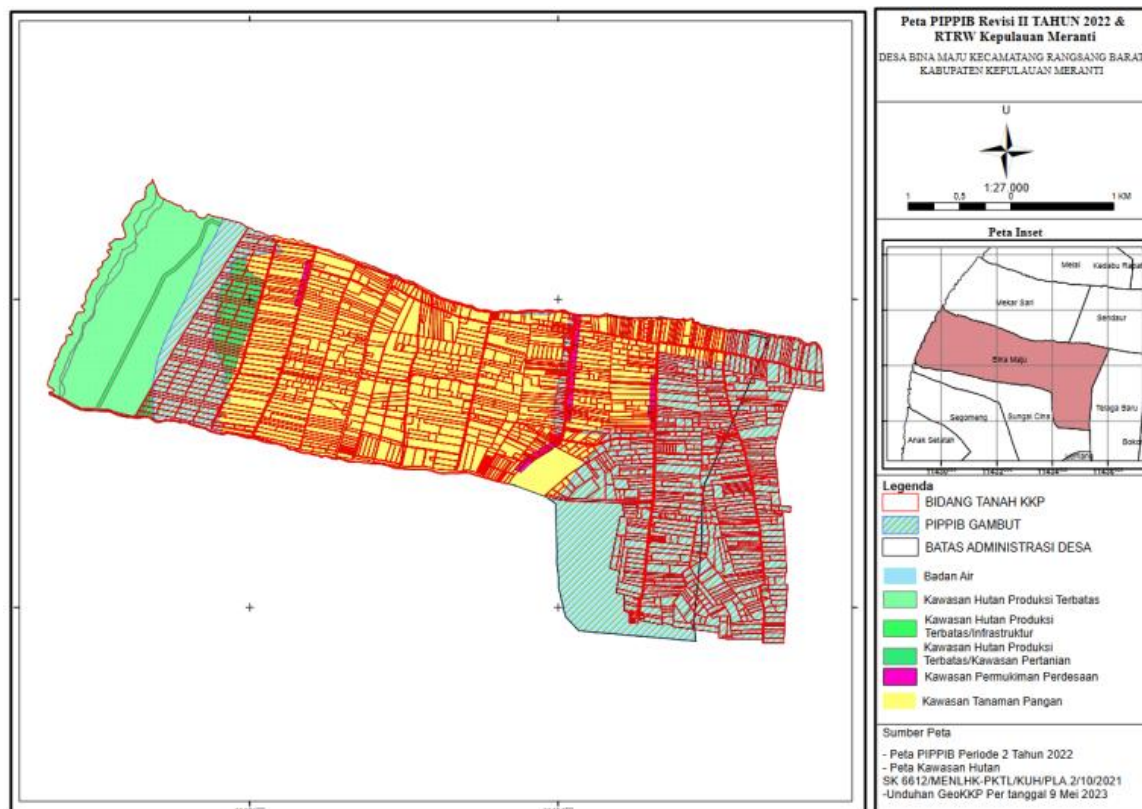 Peta PIPPIB Revisi II TAHUN 2022 &
RTRW Kepulauan Meranti
DESA BINA MAJU KECAMATANG RANGSANG BARAT
KABUPATEN KEPULAUAN MERANTI
U
1:27.000
1 0,5 0 1 KM
Peta Inset
Melai
Kedabu Rapat
Mekar Sari
Sendaur
Bina Maju
Segomeng
Sungai Cina
Telaga Baru
Anak Setatah
Bokor
Legenda
BIDANG TANAH KKP
PIPPIB GAMBUT
BATAS ADMINISTRASI DESA
Badan Air
Kawasan Hutan Produksi Terbatas
Kawasan Hutan Produksi
Terbatas/Infrastruktur
Kawasan Hutan Produksi
Terbatas/Kawasan Pertanian
Kawasan Permukiman Perdesaan
Kawasan Tanaman Pangan
Sumber Peta
- Peta PIPPIB Periode 2 Tahun 2022
- Peta Kawasan Hutan
SK 6612/MENLHK-PKTL/KUH/PLA.2/10/2021
-Unduhan GeoKKP Per tanggal 9 Mei 2023